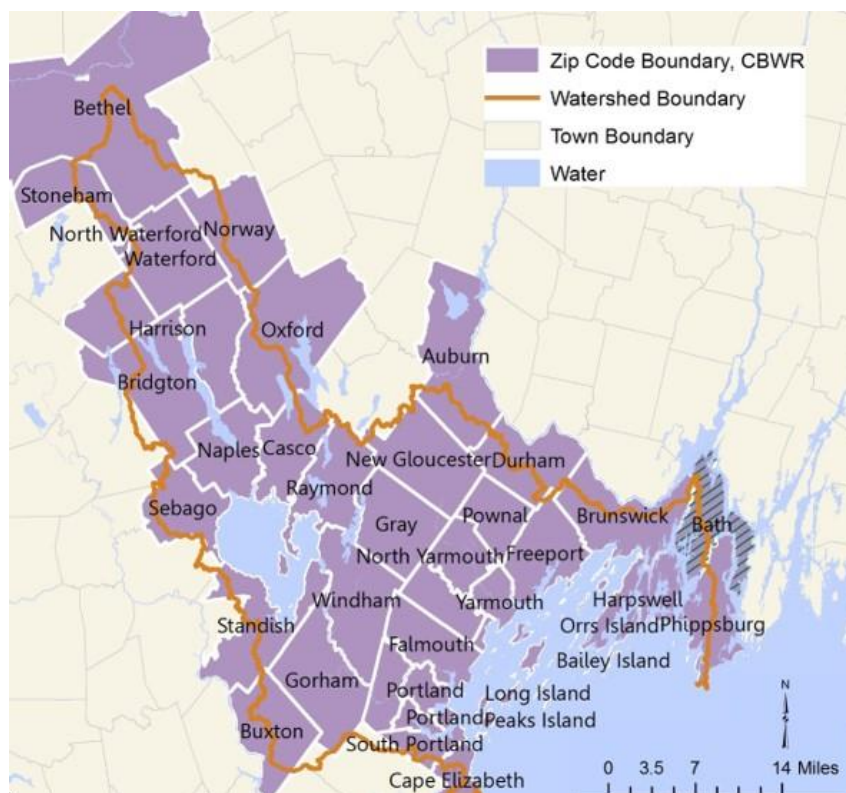 Zip Code Boundary, CBWR
Watershed Boundary
Town Boundary
Water
Bethel
Stoneham
North Waterford
Waterford
Norway
Harrison
Oxford
Auburn
Bridgton
Naples
Casco
New Gloucester
Durham
Raymond
Sebago
Gray
Pownal
Brunswick
Bath
North Yarmouth
Freeport
Windham
Yarmouth
Harpswell
Standish
Orrs Island
Phippsburg
Falmouth
Bailey Island
Gorham
Portland
Long Island
Portland
Peaks Island
Buxton
South Portland
Cape Elizabeth
N
0 3.5 7 14 Miles